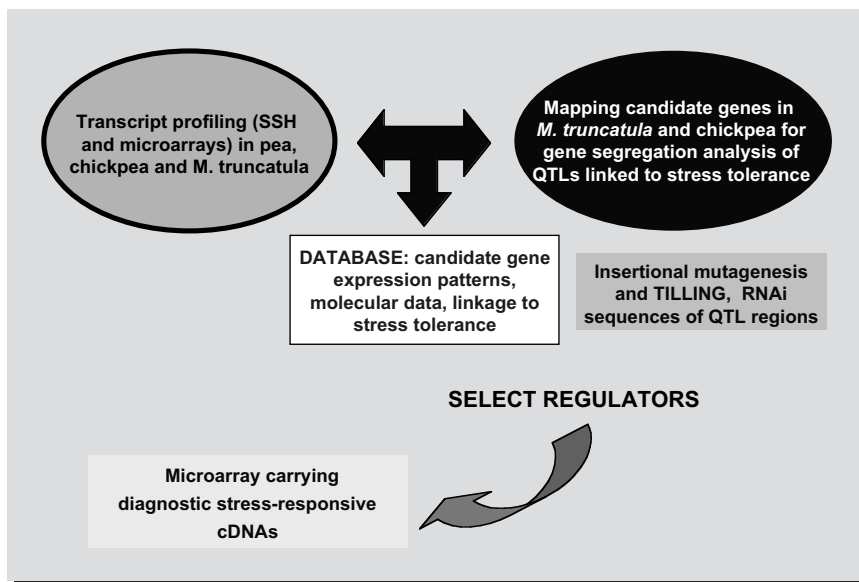 Transcript profiling (SSH
and microarrays) in pea,
chickpea and M. truncatula
Mapping candidate genes in
M. truncatula and chickpea for
gene segregation analysis of
QTLs linked to stress tolerance
DATABASE: candidate gene
expression patterns,
molecular data, linkage to
stress tolerance
Insertional mutagenesis
and TILLING, RNAi
sequences of QTL regions
SELECT REGULATORS
Microarray carrying
diagnostic stress-responsive
cDNAs